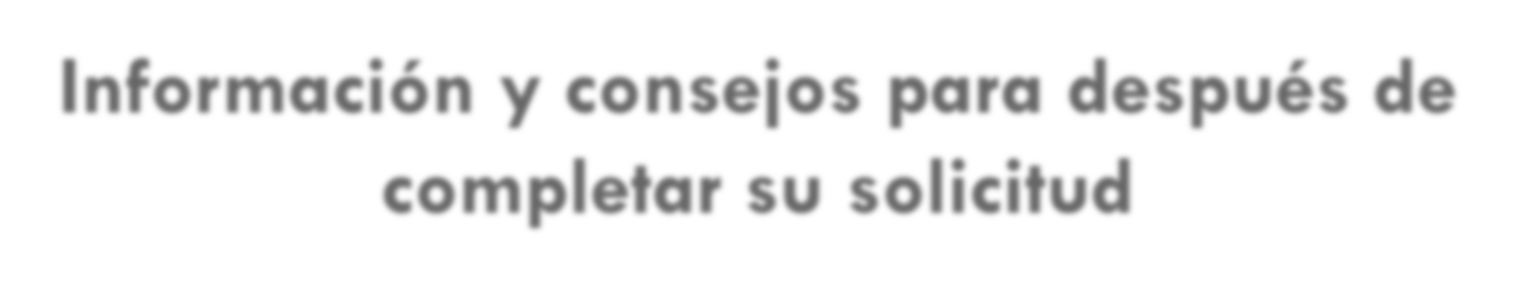 Información y consejos para después de
completar su solicitud